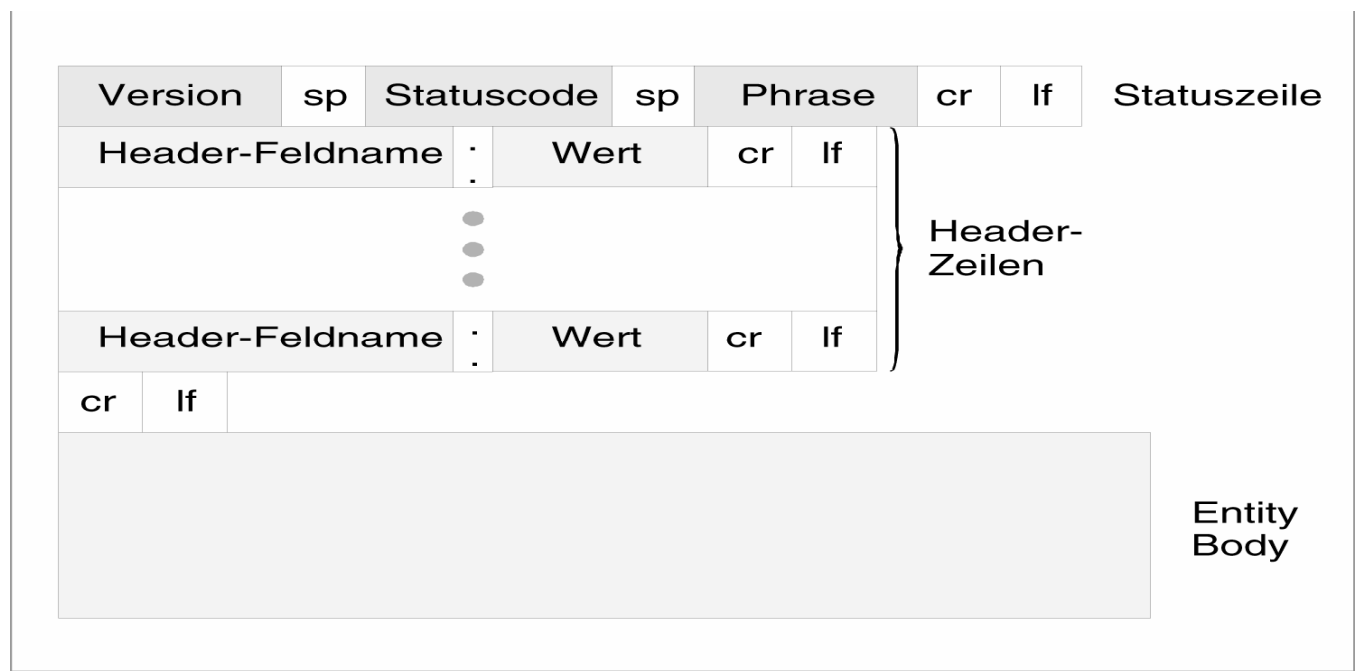 Version sp Statuscode sp Phrase cr lf Statuszeile
Header-Feldname : Wert cr lf
Header-
Zeilen
Header-Feldname : Wert cr lf
cr lf
Entity
Body